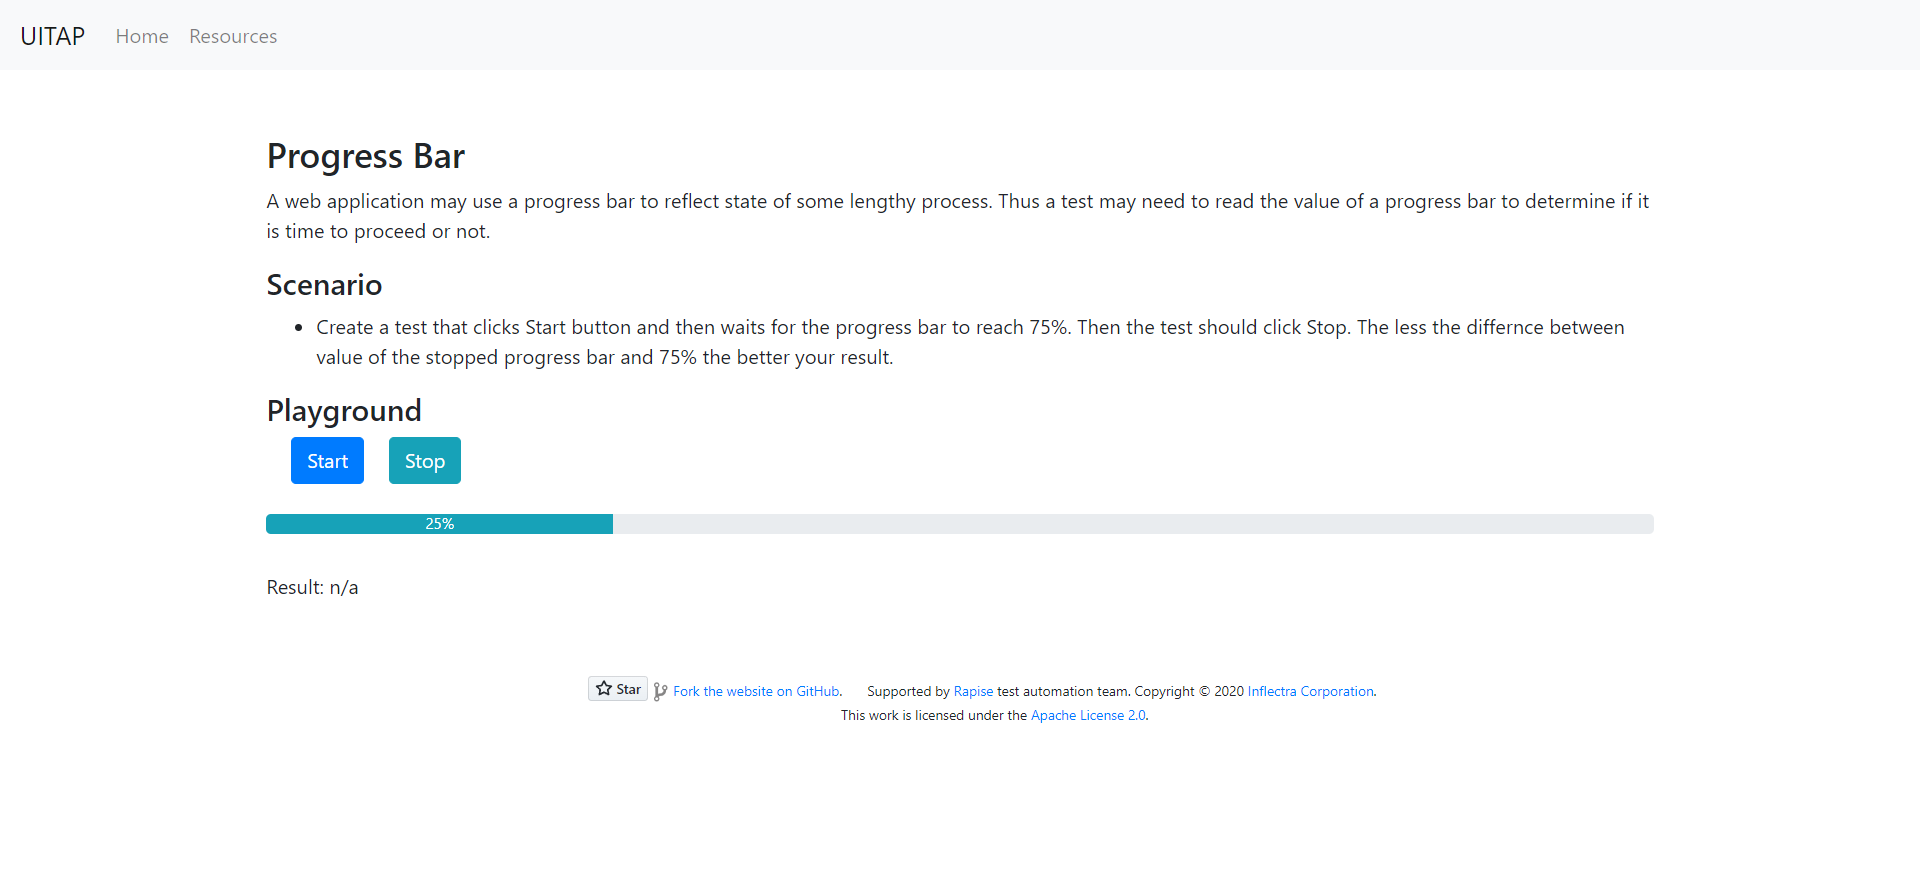 UITAP Home Resources
Progress Bar
A web application may use a progress bar to reflect state of some lengthy process. Thus a test may need to read the value of a progress bar to determine if it
is time to proceed or not.
Scenario
Create a test that clicks Start button and then waits for the progress bar to reach 75%. Then the test should click Stop. The less the differnce between
value of the stopped progress bar and 75% the better your result.
Playground
Start Stop
25%
Result: n/a
Star Fork the website on GitHub. Supported by Rapise test automation team. Copyright © 2020 Inflectra Corporation.
This work is licensed under the Apache License 2.0.